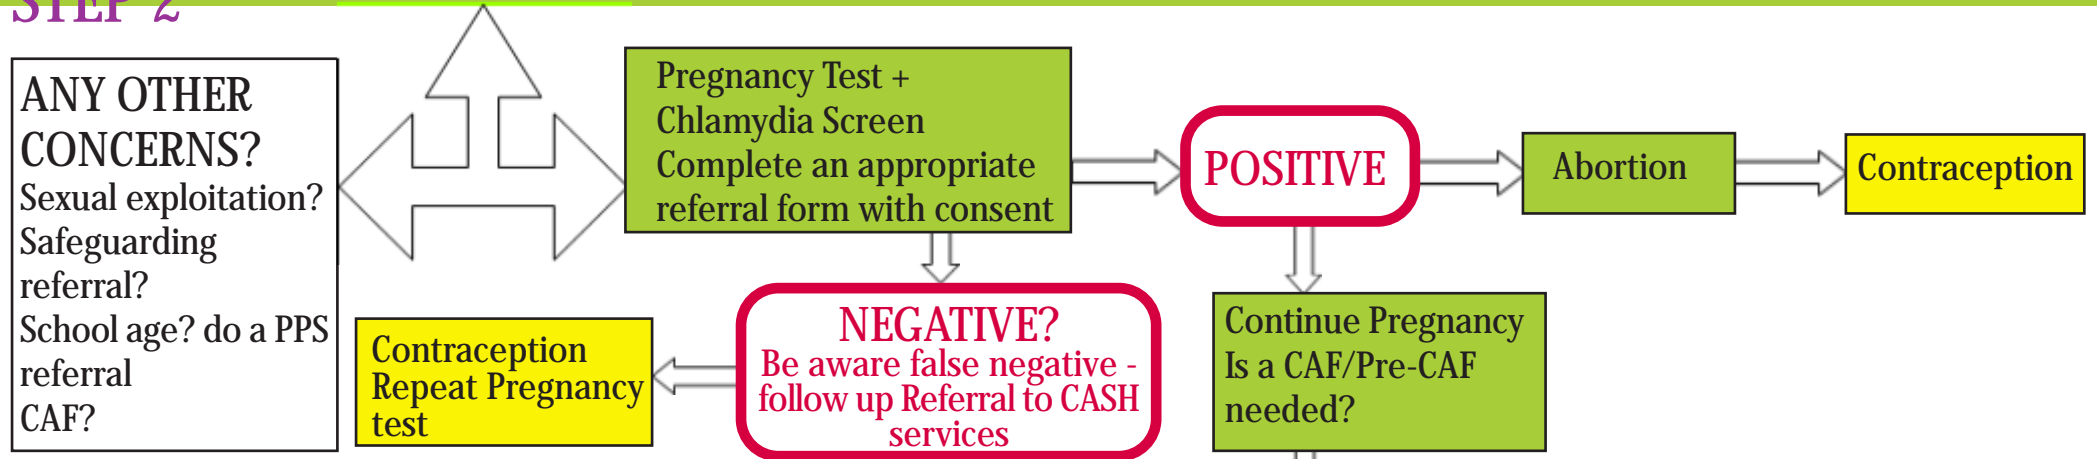 STEP 2
ANY OTHER
CONCERNS?
Sexual exploitation?
Safeguarding
referral?
School age? do a PPS
referral
CAF?
Pregnancy Test +
Chlamydia Screen
Complete an appropriate
referral form with consent
POSITIVE
Abortion
Contraception
NEGATIVE?
Be aware false negative -
follow up Referral to CASH
services
Contraception
Repeat Pregnancy
test
Continue Pregnancy
Is a CAF/Pre-CAF
needed?